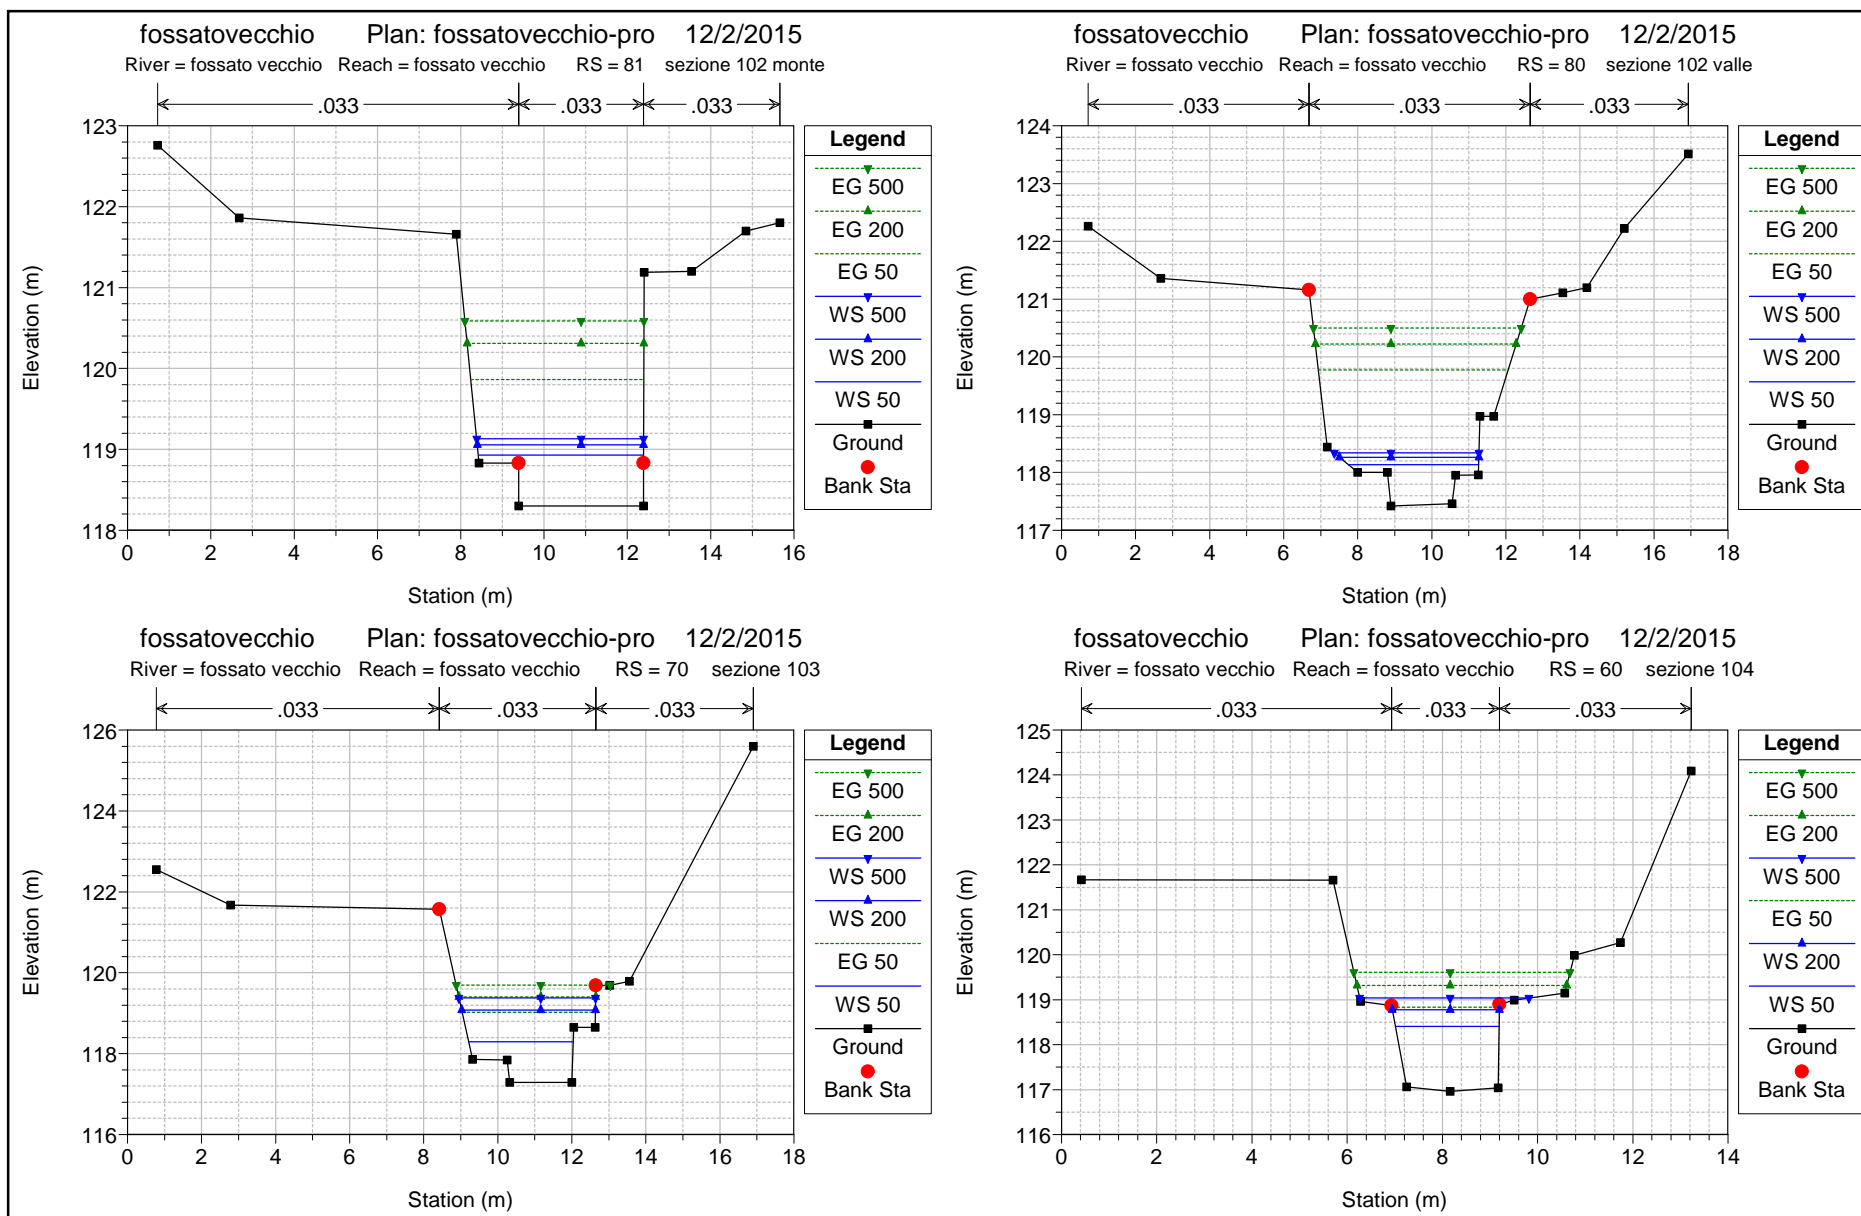 fossatovecchio Plan: fossatovecchio-pro 12/2/2015
River = fossato vecchio Reach = fossato vecchio RS = 81 sezione 102 monte
.033 .033 .033
123
122
121
120
119
118
Elevation (m)
0 2 4 6 8 10 12 14 16
Station (m)
Legend
EG 500
EG 200
EG 50
WS 500
WS 200
WS 50
Ground
Bank Sta
fossatovecchio Plan: fossatovecchio-pro 12/2/2015
River = fossato vecchio Reach = fossato vecchio RS = 80 sezione 102 valle
.033 .033 .033
124
123
122
121
120
119
118
117
Elevation (m)
0 2 4 6 8 10 12 14 16 18
Station (m)
Legend
EG 500
EG 200
EG 50
WS 500
WS 200
WS 50
Ground
Bank Sta
fossatovecchio Plan: fossatovecchio-pro 12/2/2015
River = fossato vecchio Reach = fossato vecchio RS = 70 sezione 103
.033 .033 .033
126
124
122
120
118
116
Elevation (m)
0 2 4 6 8 10 12 14 16 18
Station (m)
Legend
EG 500
EG 200
WS 500
WS 200
EG 50
WS 50
Ground
Bank Sta
fossatovecchio Plan: fossatovecchio-pro 12/2/2015
River = fossato vecchio Reach = fossato vecchio RS = 60 sezione 104
.033 .033 .033
125
124
123
122
121
120
119
118
117
116
Elevation (m)
0 2 4 6 8 10 12 14
Station (m)
Legend
EG 500
EG 200
WS 500
EG 50
WS 200
WS 50
Ground
Bank Sta